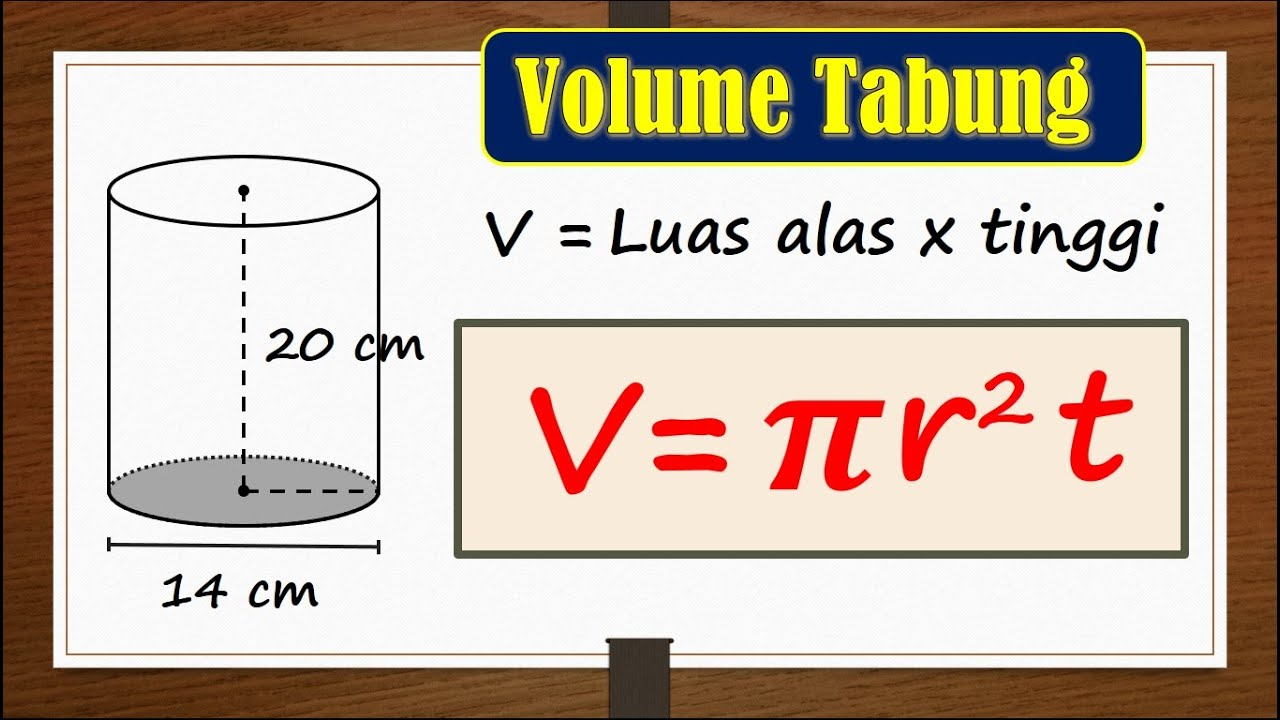 Volume Tabung
V = Luas alas x tinggi
20 cm
V=πr²t
14 cm